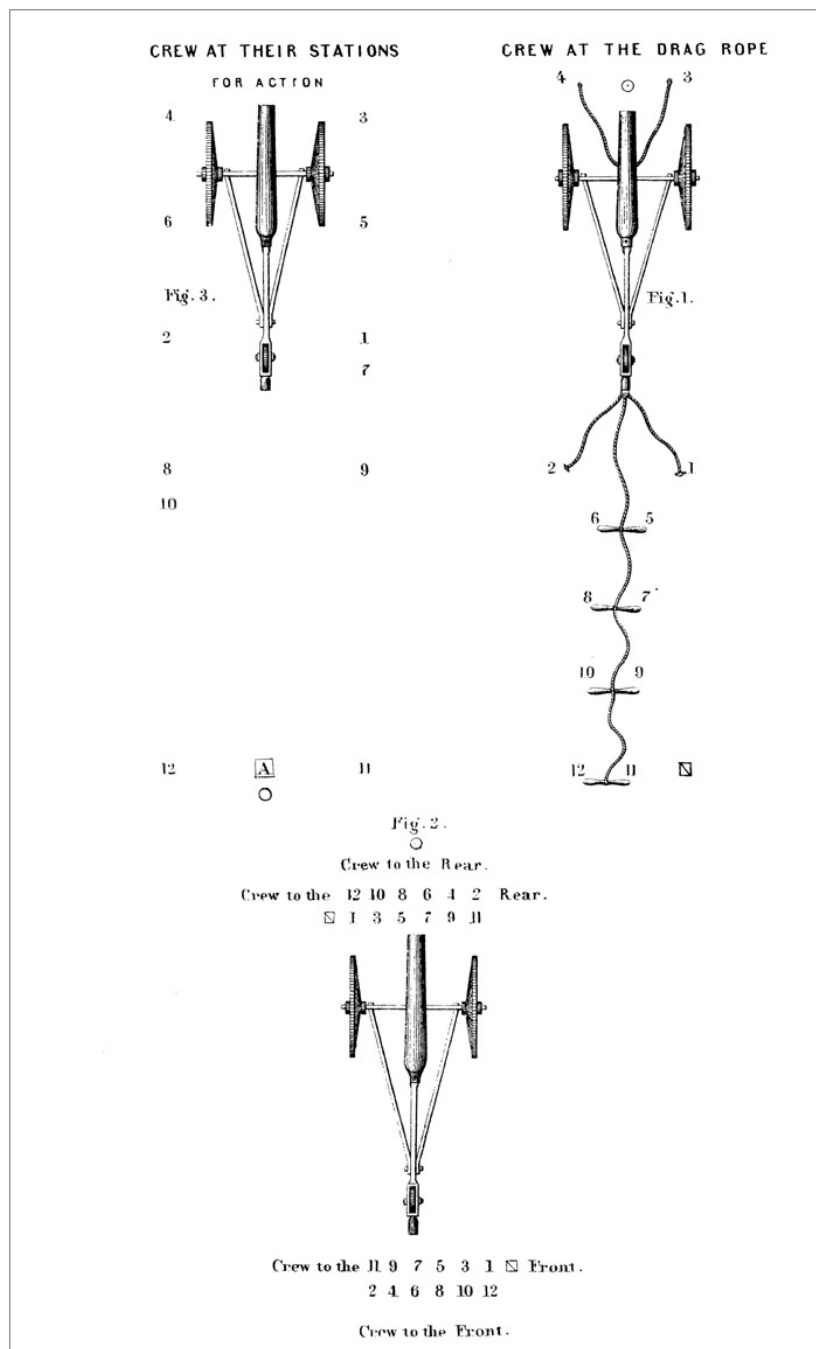 CREW AT THEIR STATIONS
FOR ACTION
4 3
6 5
Fig. 3.
2 1
7
8 9
10
12 A 11
CREW AT THE DRAG ROPE
4 3
Fig. 1.
2 1
6 5
8 7
10 9
12 11
Fig. 2.
Crew to the Rear.
Crew to the 12 10 8 6 4 2 Rear.
1 3 5 7 9 11
Crew to the 11 9 7 5 3 1 Front.
2 4 6 8 10 12
Crew to the Front.